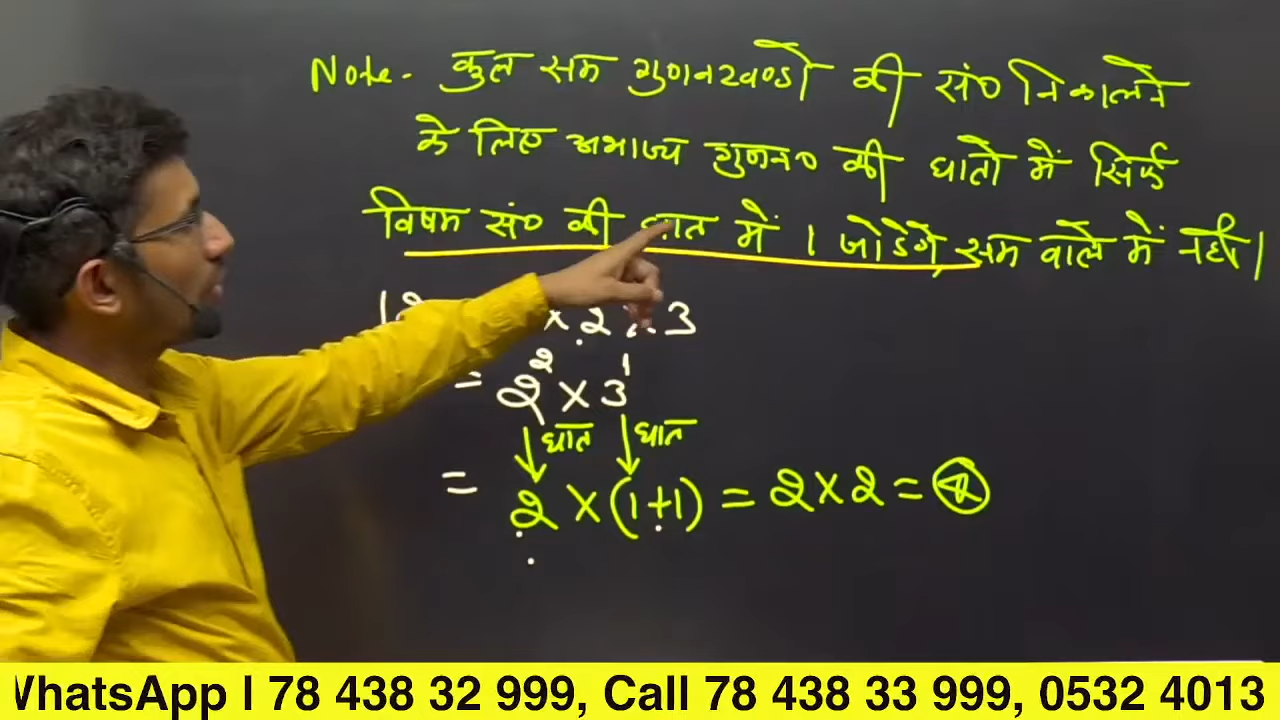 Note- कुल सम गुणनखण्डो की सं० निकालने
के लिए अभाज्य गुणन० की घातो में सिर्फ
विषम सं० की घात में 1 जोडेगे, सम वाले में नहीं।
12 × 2 × 3
= 2² × 3¹
घात घात
= 2 × (1+1) = 2 × 2 = 4
WhatsApp l 78 438 32 999, Call 78 438 33 999, 0532 4013